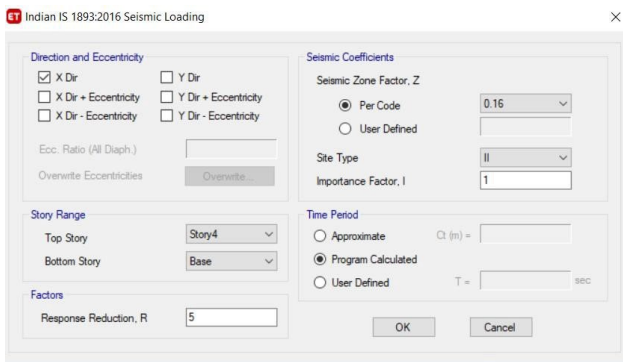 ET Indian IS 1893:2016 Seismic Loading
Direction and Eccentricity
X Dir Y Dir
X Dir + Eccentricity Y Dir + Eccentricity
X Dir - Eccentricity Y Dir - Eccentricity
Ecc. Ratio (All Diaph.)
Overwrite Eccentricities Overwrite...
Story Range
Top Story Story4
Bottom Story Base
Factors
Response Reduction, R 5
Seismic Coefficients
Seismic Zone Factor, Z
Per Code 0.16
User Defined
Site Type II
Importance Factor, I 1
Time Period
Approximate Ct (m) =
Program Calculated
User Defined T = sec
OK Cancel